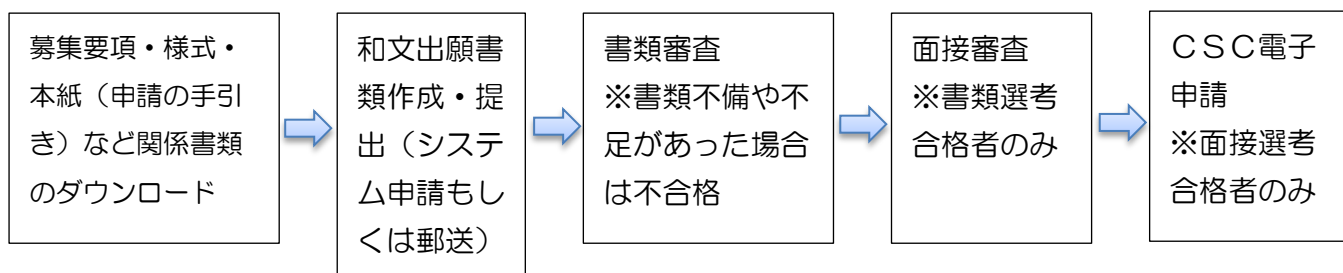 募集要項・様式・
本紙（申請の手引
き）など関係書類
のダウンロード
和文出願書
類作成・提
出（システ
ム申請もし
くは郵送）
書類審査
※書類不備や不
足があった場合
は不合格
面接審査
※書類選考
合格者のみ
ＣＳＣ電子
申請
※面接選考
合格者のみ